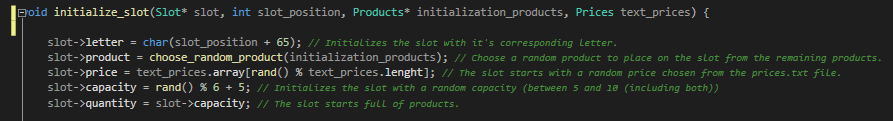 void initialize_slot(Slot* slot, int slot_position, Products* initialization_products, Prices text_prices) {
slot->letter = char(slot_position + 65); // Initializes the slot with it's corresponding letter.
slot->product = choose_random_product(initialization_products); // Choose a random product to place on the slot from the remaining products.
slot->price = text_prices.array[rand() % text_prices.lenght]; // The slot starts with a random price chosen from the prices.txt file.
slot->capacity = rand() % 6 + 5; // Initializes the slot with a random capacity (between 5 and 10 (including both))
slot->quantity = slot->capacity; // The slot starts full of products.